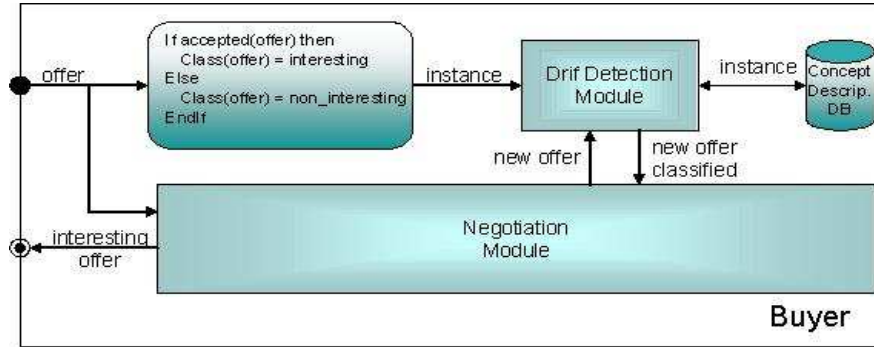 If accepted(offer) then
Class(offer) = interesting
Else
Class(offer) = non_interesting
EndIf
offer
instance
Drif Detection
Module
instance
Concept
Descrip.
DB
new offer
new offer
classified
Negotiation
Module
interesting
offer
Buyer